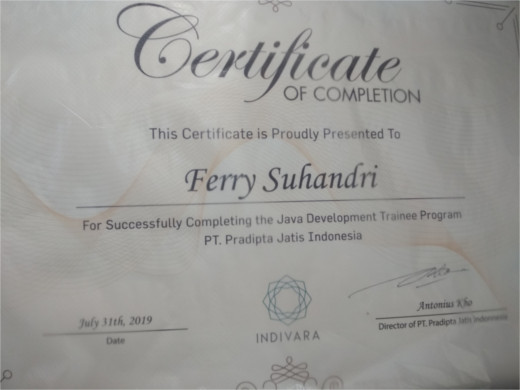 Certificate
OF COMPLETION
This Certificate is Proudly Presented To
Ferry Suhandri
For Successfully Completing the Java Development Trainee Program
PT. Pradipta Jatis Indonesia
July 31th, 2019
Date
INDIVARA
Antonius Kho
Director of PT. Pradipta Jatis Indonesia